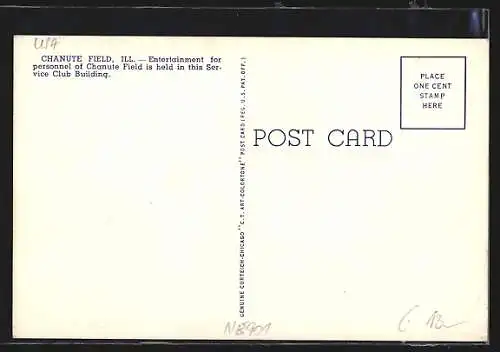 USA
CHANUTE FIELD, ILL. — Entertainment for
personnel of Chanute Field is held in this Ser-
vice Club Building.
GENUINE CURTEICH-CHICAGO "C.T. ART-COLORTONE" POST CARD (REG. U.S. PAT. OFF.)
POST CARD
PLACE
ONE CENT
STAMP
HERE